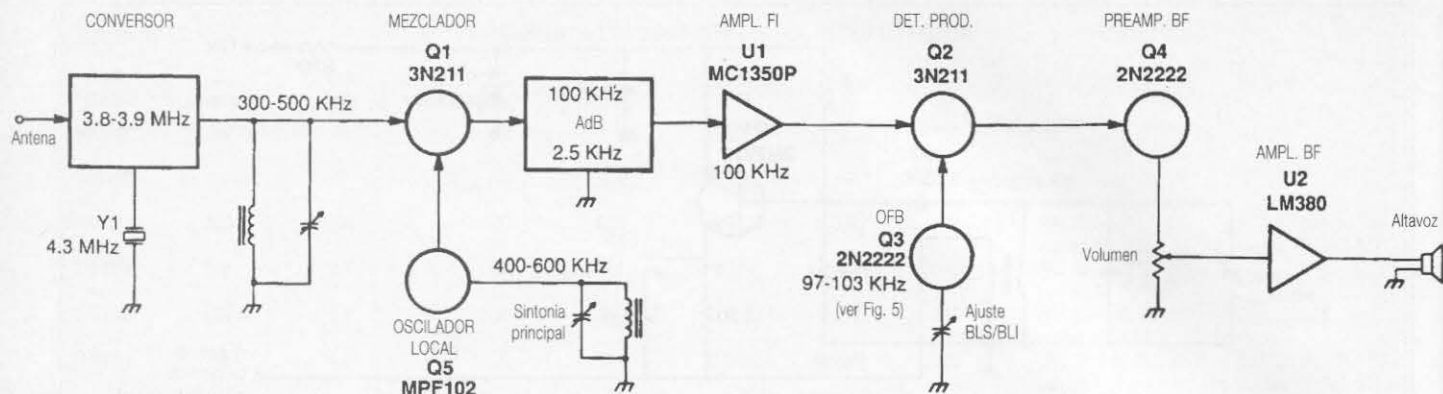 CONVERSOR
3.8-3.9 MHz
Antena
Y1
4.3 MHz
300-500 KHz
MEZCLADOR
Q1
3N211
100 KHz
AdB
2.5 KHz
AMPL. FI
U1
MC1350P
100 KHz
DET. PROD.
Q2
3N211
PREAMP. BF
Q4
2N2222
OSCILADOR
LOCAL
Q5
MPF102
400-600 KHz
Sintonia
principal
OFB
Q3
2N2222
97-103 KHz
(ver Fig. 5)
Ajuste
BLS/BLI
Volumen
AMPL. BF
U2
LM380
Altavoz